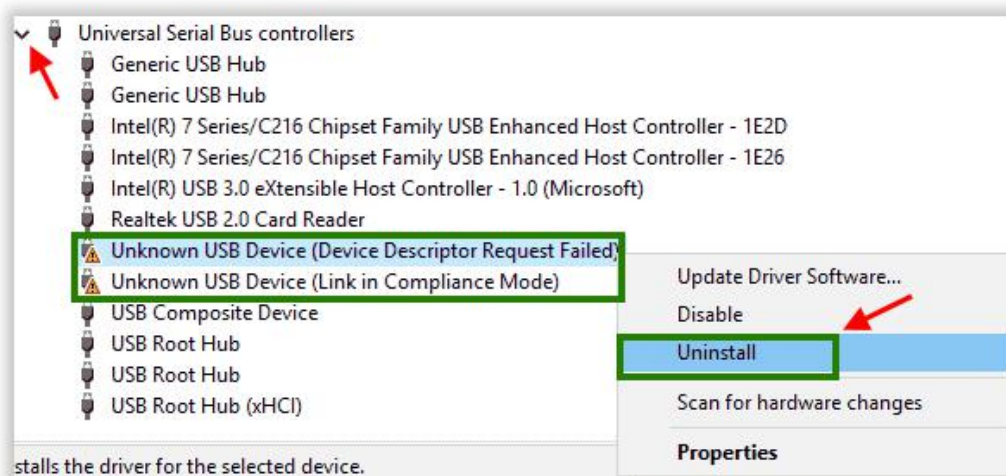 Universal Serial Bus controllers
Generic USB Hub
Generic USB Hub
Intel(R) 7 Series/C216 Chipset Family USB Enhanced Host Controller - 1E2D
Intel(R) 7 Series/C216 Chipset Family USB Enhanced Host Controller - 1E26
Intel(R) USB 3.0 eXtensible Host Controller - 1.0 (Microsoft)
Realtek USB 2.0 Card Reader
Unknown USB Device (Device Descriptor Request Failed)
Unknown USB Device (Link in Compliance Mode)
USB Composite Device
USB Root Hub
USB Root Hub
USB Root Hub (xHCI)
Update Driver Software...
Disable
Uninstall
Scan for hardware changes
Properties
stalls the driver for the selected device.